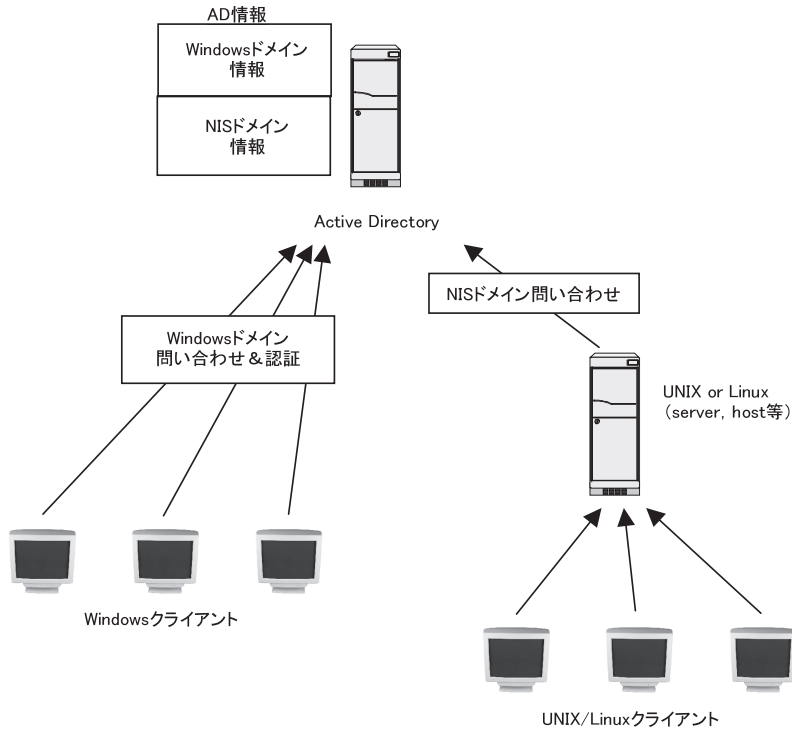 AD情報
Windowsドメイン
情報
NISドメイン
情報
Active Directory
NISドメイン問い合わせ
Windowsドメイン
問い合わせ＆認証
UNIX or Linux
（server, host等）
Windowsクライアント
UNIX/Linuxクライアント